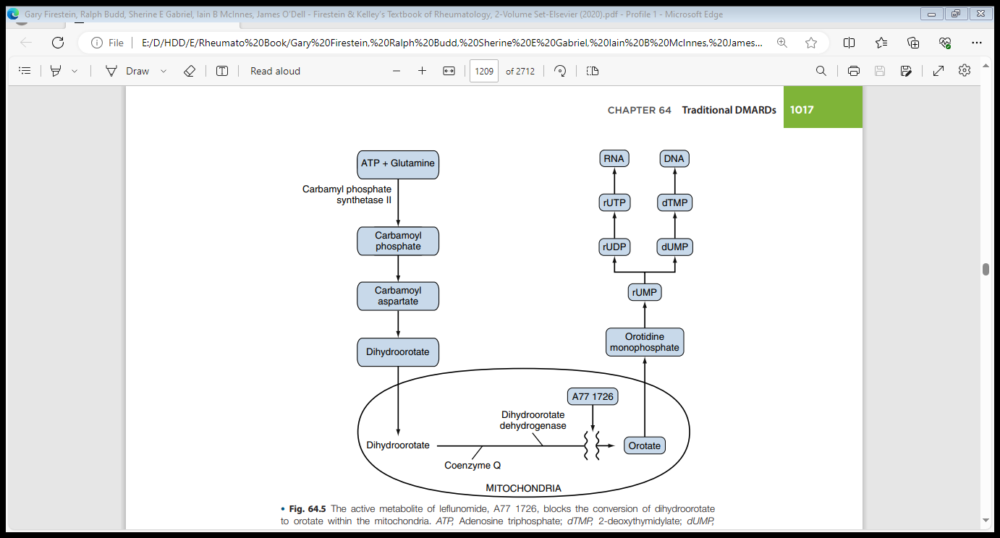 Gary Firestein, Ralph Budd, Sherine E Gabriel, Iain B McInnes, James O'Dell - Firestein & Kelley's Textbook of Rheumatology, 2-Volume Set-Elsevier (2020).pdf - Profile 1 - Microsoft Edge
File
E:/D/HDD/E/Rheumato%20Book/Gary%20Firestein,%20Ralph%20Budd,%20Sherine%20E%20Gabriel,%20Iain%20B%20McInnes,%20James...
Draw
Read aloud
1209 of 2712
CHAPTER 64 Traditional DMARDs 1017
ATP + Glutamine
Carbamyl phosphate
synthetase II
Carbamoyl
phosphate
Carbamoyl
aspartate
Dihydroorotate
RNA
DNA
rUTP
dTMP
rUDP
dUMP
rUMP
Orotidine
monophosphate
A77 1726
Dihydroorotate
dehydrogenase
Dihydroorotate
Coenzyme Q
Orotate
MITOCHONDRIA
• Fig. 64.5 The active metabolite of leflunomide, A77 1726, blocks the conversion of dihydroorotate
to orotate within the mitochondria. ATP, Adenosine triphosphate; dTMP, 2-deoxythymidylate; dUMP,